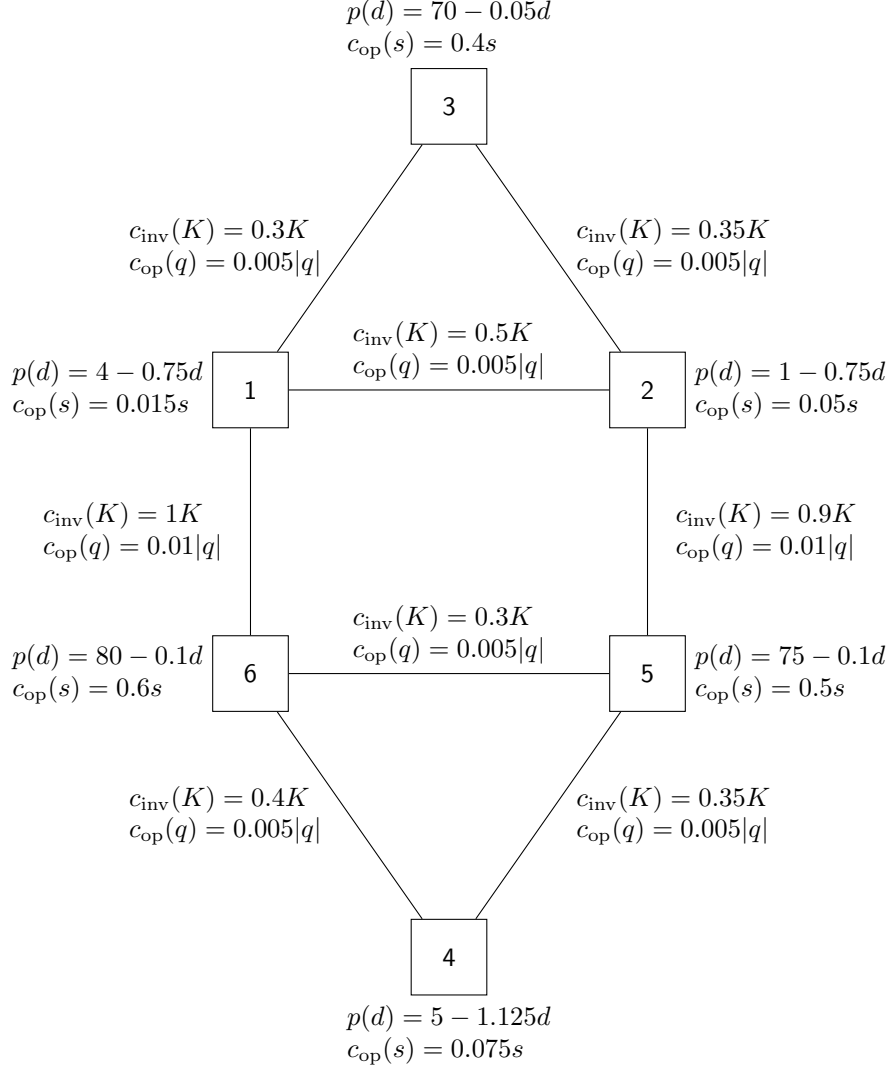 p(d) = 70 − 0.05d
c_op(s) = 0.4s
3
c_inv(K) = 0.3K
c_op(q) = 0.005|q|
c_inv(K) = 0.35K
c_op(q) = 0.005|q|
c_inv(K) = 0.5K
c_op(q) = 0.005|q|
p(d) = 4 − 0.75d
c_op(s) = 0.015s
1
2
p(d) = 1 − 0.75d
c_op(s) = 0.05s
c_inv(K) = 1K
c_op(q) = 0.01|q|
c_inv(K) = 0.9K
c_op(q) = 0.01|q|
c_inv(K) = 0.3K
c_op(q) = 0.005|q|
p(d) = 80 − 0.1d
c_op(s) = 0.6s
6
5
p(d) = 75 − 0.1d
c_op(s) = 0.5s
c_inv(K) = 0.4K
c_op(q) = 0.005|q|
c_inv(K) = 0.35K
c_op(q) = 0.005|q|
4
p(d) = 5 − 1.125d
c_op(s) = 0.075s